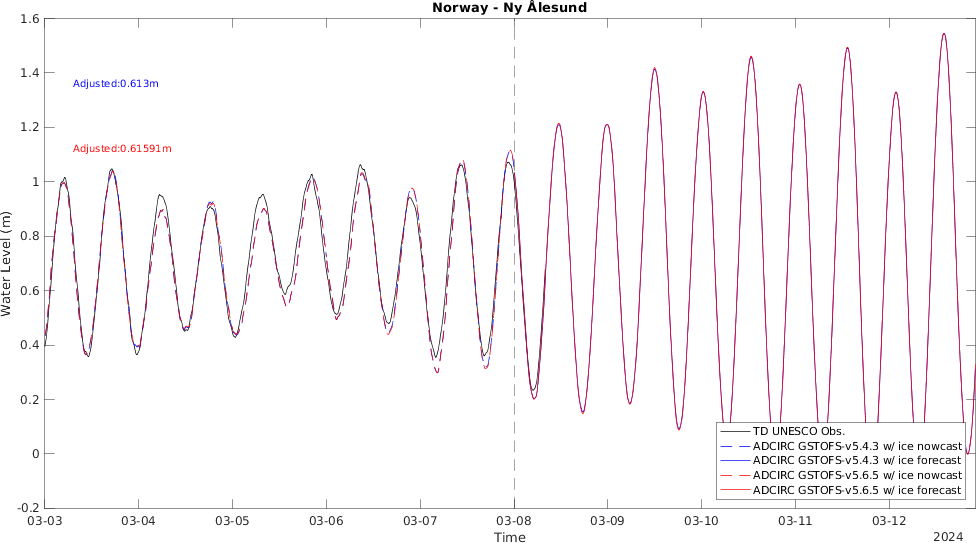 Norway - Ny Ålesund
1.6
1.4
1.2
1
0.8
0.6
0.4
0.2
0
-0.2
Water Level (m)
Adjusted:0.613m
Adjusted:0.61591m
TD UNESCO Obs.
ADCIRC GSTOFS-v5.4.3 w/ ice nowcast
ADCIRC GSTOFS-v5.4.3 w/ ice forecast
ADCIRC GSTOFS-v5.6.5 w/ ice nowcast
ADCIRC GSTOFS-v5.6.5 w/ ice forecast
03-03 03-04 03-05 03-06 03-07 03-08 03-09 03-10 03-11 03-12
Time
2024